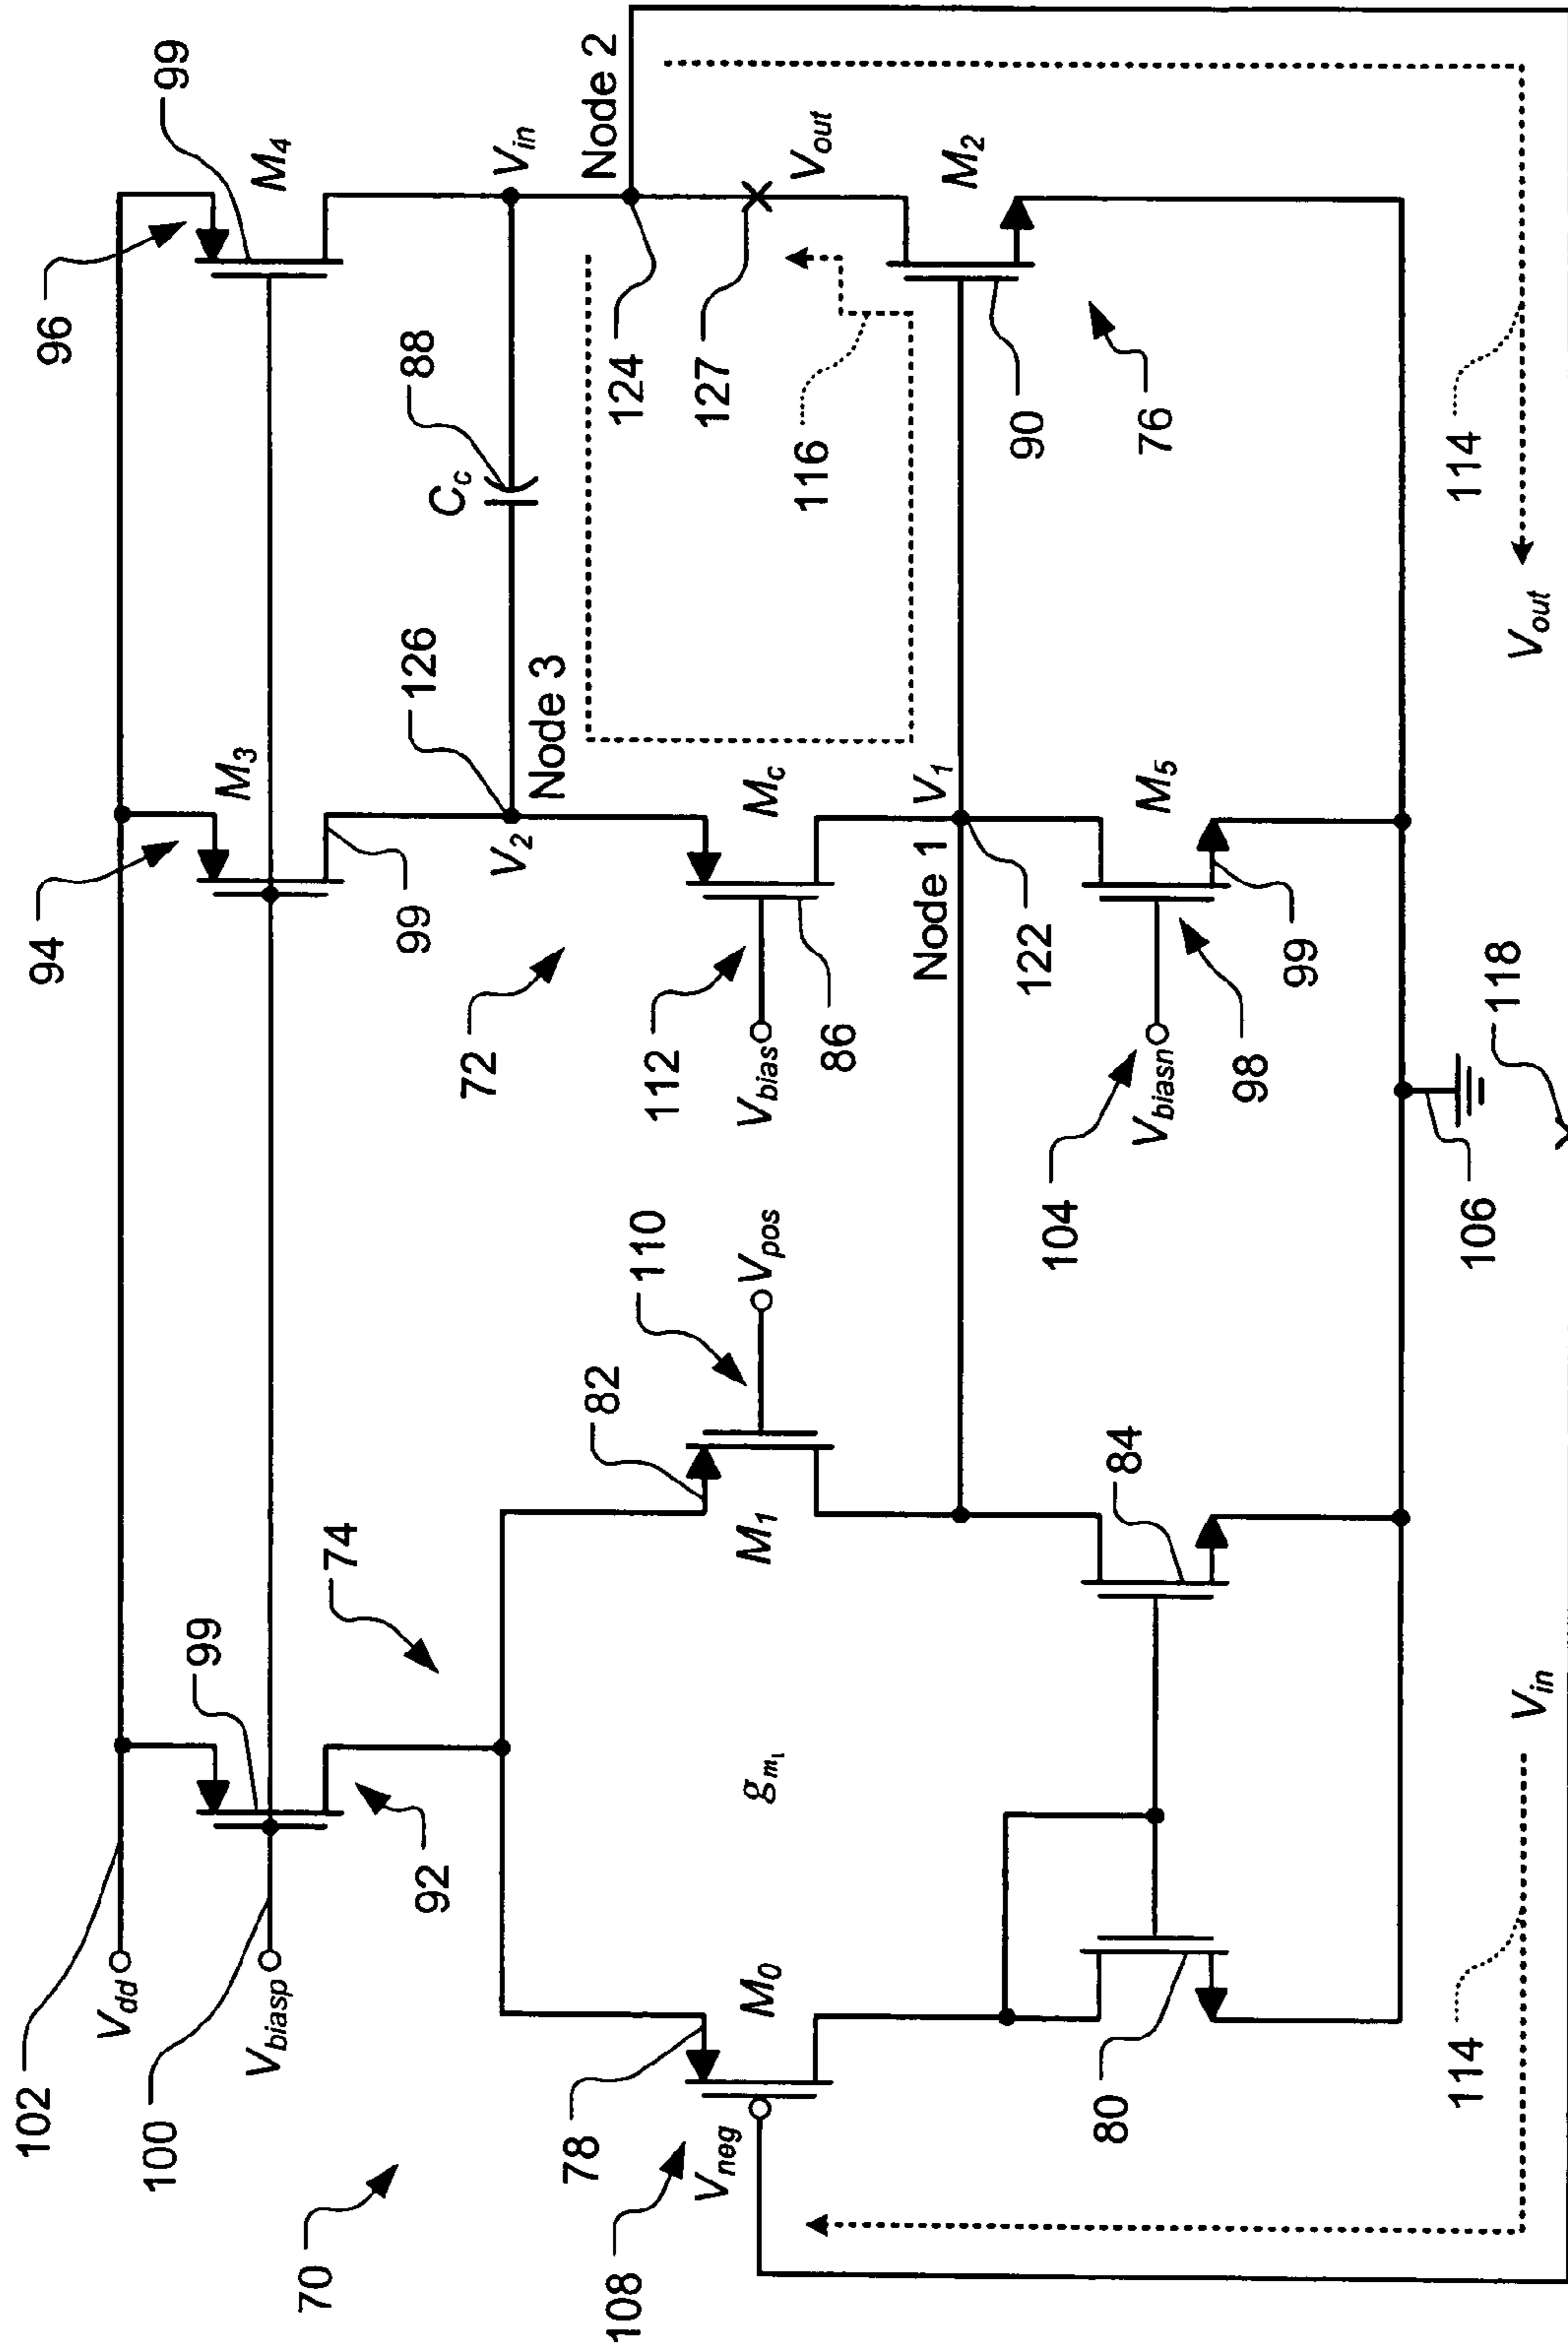 102
V_dd
100
V_biasp
70
108
V_neg
78
M_0
92
99
74
g_m1
M_1
82
110
V_pos
80
84
114
V_in
94
M_3
99
V_2
126
Node 3
72
112
V_bias
86
M_c
Node 1
V_1
122
104
V_biasn
98
M_5
99
106
118
96
M_4
99
V_in
Node 2
C_c
88
124
127
V_out
116
M_2
90
76
114
V_out